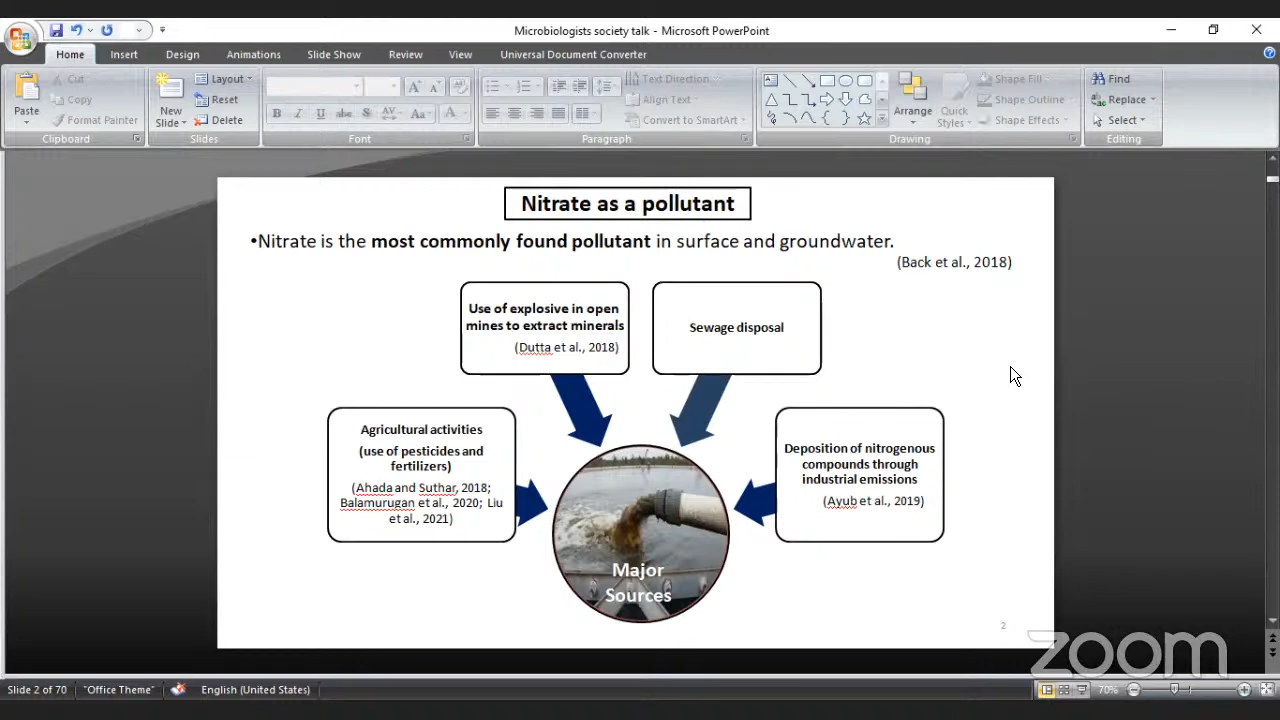 Microbiologists society talk - Microsoft PowerPoint
Home Insert Design Animations Slide Show Review View Universal Document Converter
Paste
Cut
Copy
Format Painter
Clipboard
New Slide
Layout
Reset
Delete
Slides
B I U abc S AV Aa A
Font
Text Direction
Align Text
Convert to SmartArt
Paragraph
Arrange
Quick Styles
Shape Fill
Shape Outline
Shape Effects
Drawing
Find
Replace
Select
Editing
Nitrate as a pollutant
•Nitrate is the most commonly found pollutant in surface and groundwater.
(Back et al., 2018)
Use of explosive in open
mines to extract minerals
(Dutta et al., 2018)
Sewage disposal
Agricultural activities
(use of pesticides and
fertilizers)
(Ahada and Suthar, 2018;
Balamurugan et al., 2020; Liu
et al., 2021)
Deposition of nitrogenous
compounds through
industrial emissions
(Ayub et al., 2019)
Major
Sources
2
zoom
Slide 2 of 70 "Office Theme" English (United States) 70%